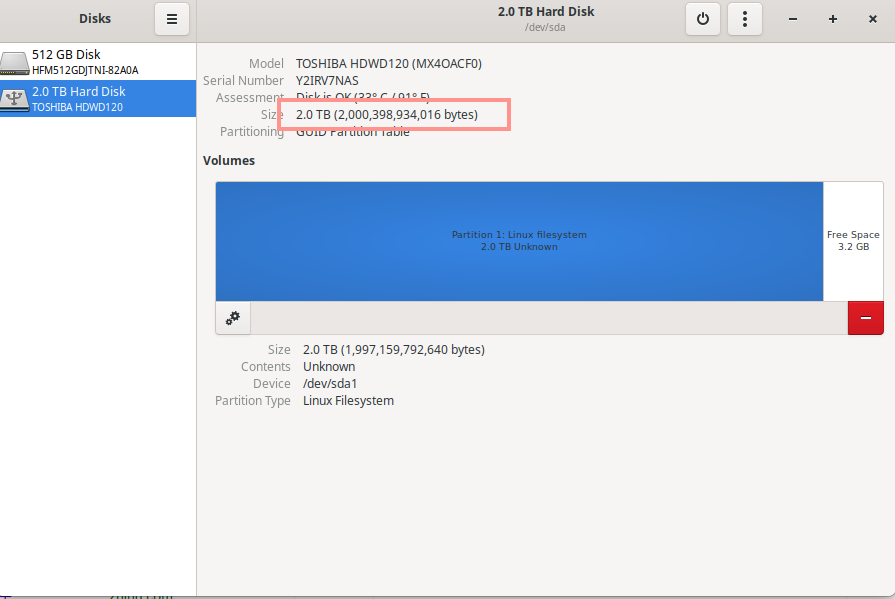 Disks
2.0 TB Hard Disk
/dev/sda
512 GB Disk
HFM512GDJTNI-82A0A
2.0 TB Hard Disk
TOSHIBA HDWD120
Model TOSHIBA HDWD120 (MX4OACF0)
Serial Number Y2IRV7NAS
Assessment Disk is OK (33° C / 91° F)
Size 2.0 TB (2,000,398,934,016 bytes)
Partitioning GUID Partition Table
Volumes
Partition 1: Linux filesystem
2.0 TB Unknown
Free Space
3.2 GB
Size 2.0 TB (1,997,159,792,640 bytes)
Contents Unknown
Device /dev/sda1
Partition Type Linux Filesystem